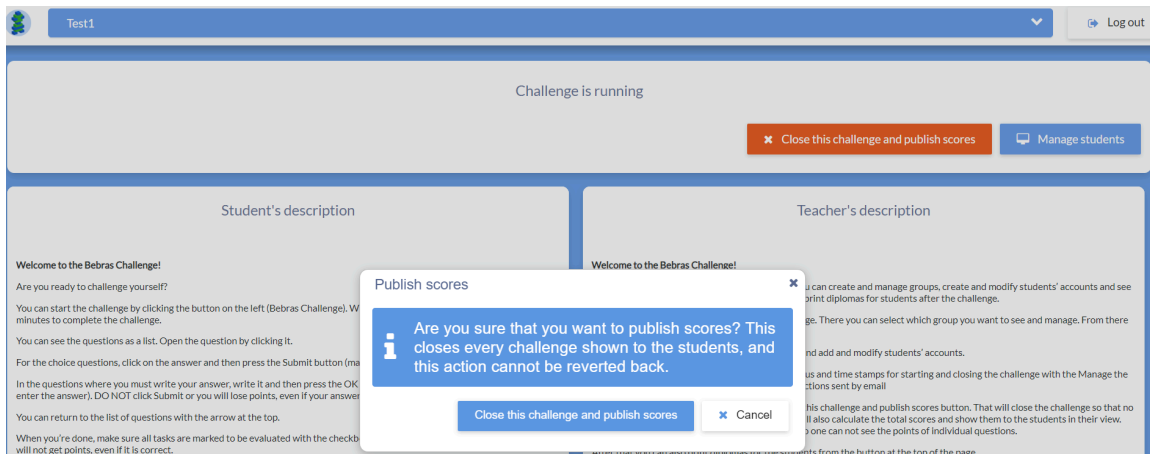 Test1
Log out
Challenge is running
Close this challenge and publish scores
Manage students
Student's description
Welcome to the Bebras Challenge!
Are you ready to challenge yourself?
You can start the challenge by clicking the button on the left (Bebras Challenge). W
minutes to complete the challenge.
You can see the questions as a list. Open the question by clicking it.
For the choice questions, click on the answer and then press the Submit button (ma
In the questions where you must write your answer, write it and then press the OK
enter the answer). DO NOT click Submit or you will lose points, even if your answer
You can return to the list of questions with the arrow at the top.
When you're done, make sure all tasks are marked to be evaluated with the checkb
will not get points, even if it is correct.
Teacher's description
Welcome to the Bebras Challenge!
u can create and manage groups, create and modify students' accounts and see
print diplomas for students after the challenge.
ge. There you can select which group you want to see and manage. From there
nd add and modify students' accounts.
us and time stamps for starting and closing the challenge with the Manage the
ctions sent by email
his challenge and publish scores button. That will close the challenge so that no
ll also calculate the total scores and show them to the students in their view.
one can not see the points of individual questions.
students from the button at the top of the page.
Publish scores
Are you sure that you want to publish scores? This
closes every challenge shown to the students, and
this action cannot be reverted back.
Close this challenge and publish scores
Cancel